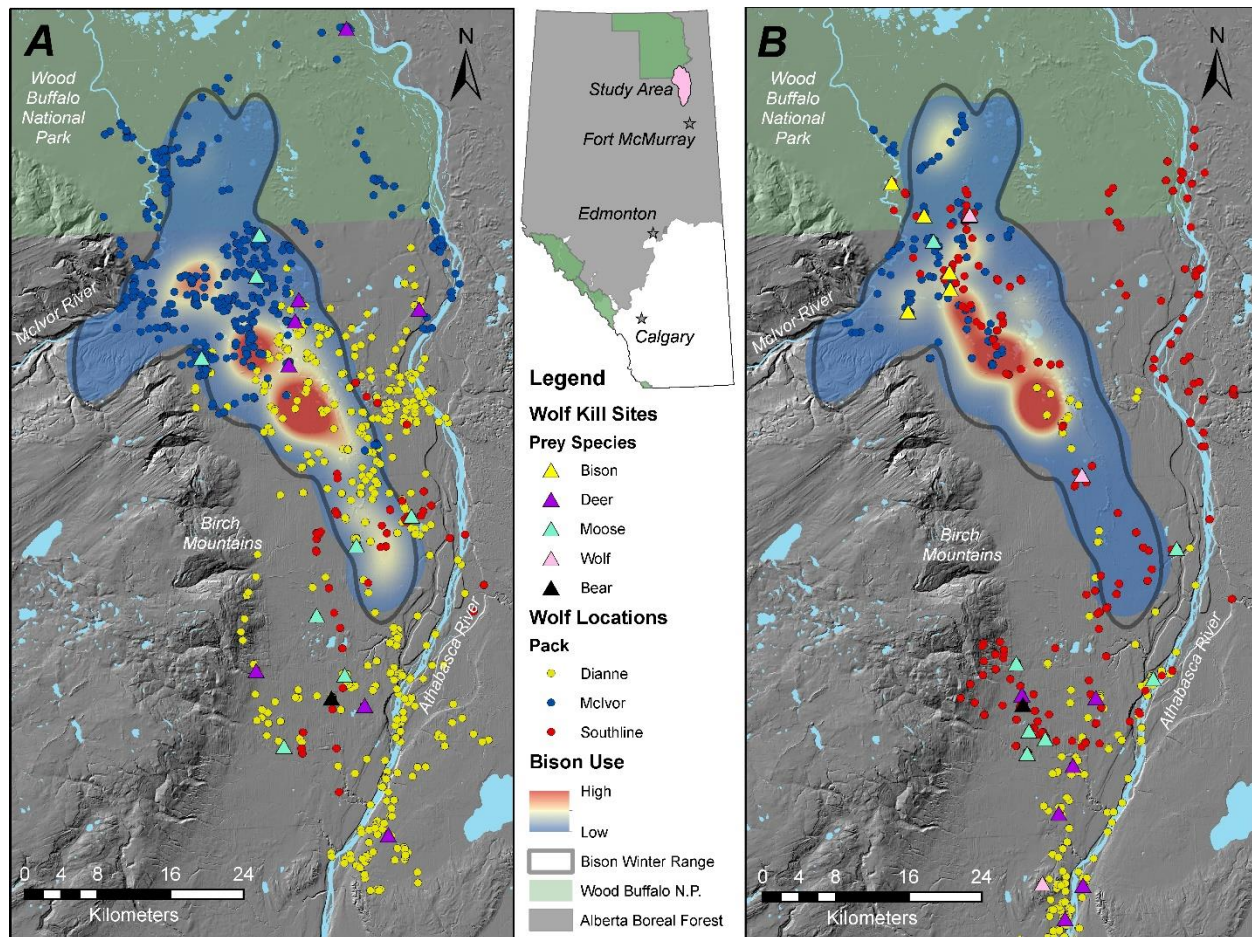 A
N
Wood
Buffalo
National
Park
McIvor River
Birch
Mountains
Athabasca River
0 4 8 16 24
Kilometers
Study Area
Fort McMurray
Edmonton
Calgary
Legend
Wolf Kill Sites
Prey Species
Bison
Deer
Moose
Wolf
Bear
Wolf Locations
Pack
Dianne
McIvor
Southline
Bison Use
High
Low
Bison Winter Range
Wood Buffalo N.P.
Alberta Boreal Forest
B
N
Wood
Buffalo
National
Park
McIvor River
Birch
Mountains
Athabasca River
0 4 8 16 24
Kilometers